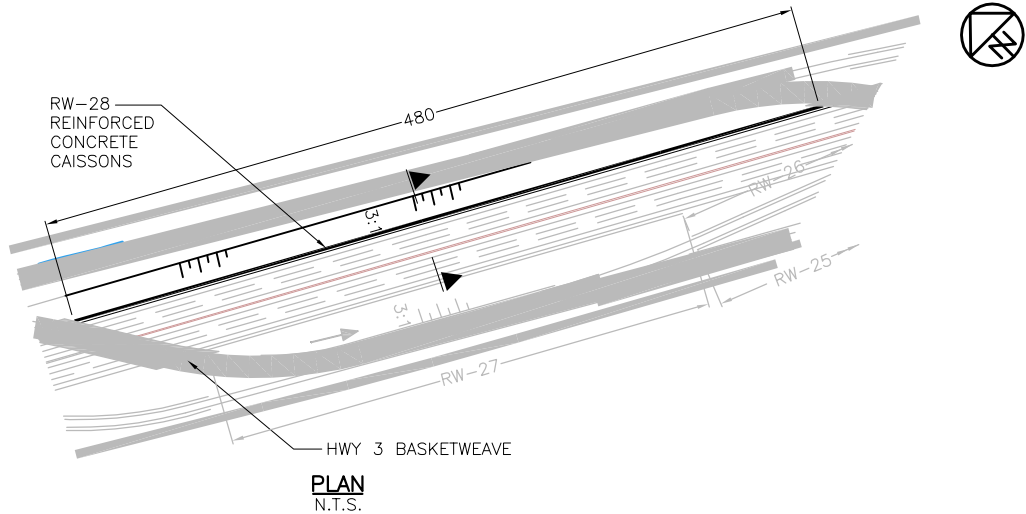 480
RW-28
REINFORCED
CONCRETE
CAISSONS
3:1
RW-26
RW-25
3:1
RW-27
HWY 3 BASKETWEAVE
PLAN
N.T.S.